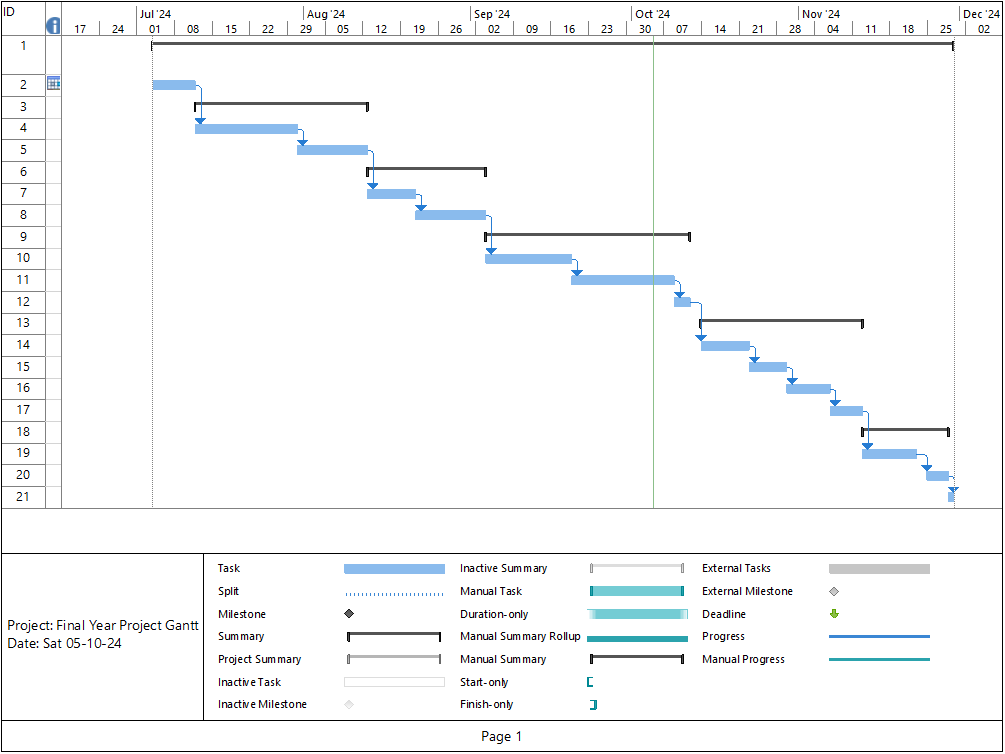 ID
Jul '24 Aug '24 Sep '24 Oct '24 Nov '24 Dec '24
17 24 01 08 15 22 29 05 12 19 26 02 09 16 23 30 07 14 21 28 04 11 18 25 02
1
2
3
4
5
6
7
8
9
10
11
12
13
14
15
16
17
18
19
20
21
Project: Final Year Project Gantt
Date: Sat 05-10-24
Task
Split
Milestone
Summary
Project Summary
Inactive Task
Inactive Milestone
Inactive Summary
Manual Task
Duration-only
Manual Summary Rollup
Manual Summary
Start-only
Finish-only
External Tasks
External Milestone
Deadline
Progress
Manual Progress
Page 1